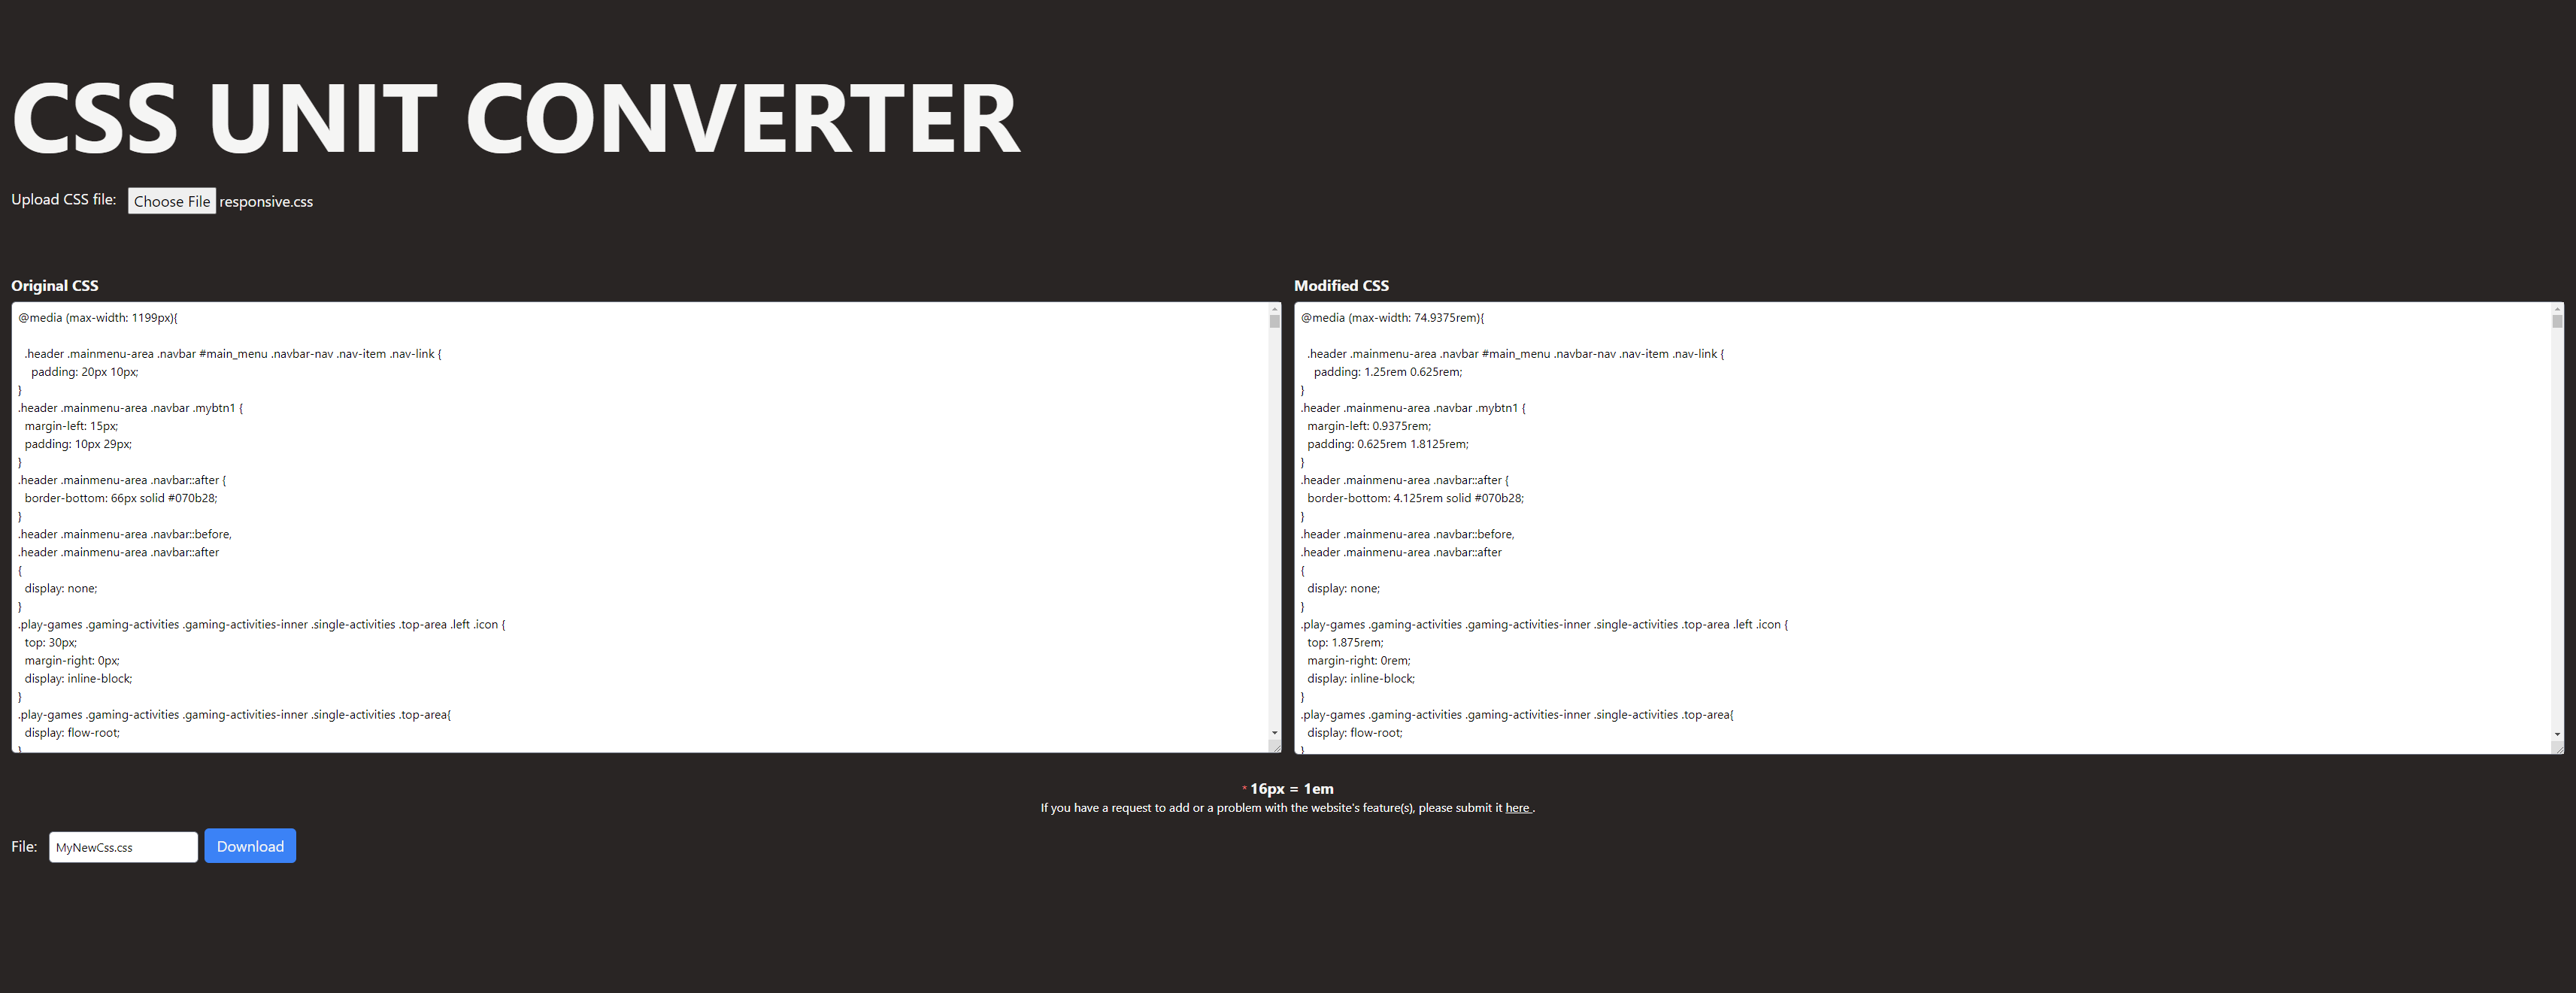 CSS UNIT CONVERTER
Upload CSS file: Choose File responsive.css
Original CSS
@media (max-width: 1199px){
.header .mainmenu-area .navbar #main_menu .navbar-nav .nav-item .nav-link {
padding: 20px 10px;
}
.header .mainmenu-area .navbar .mybtn1 {
margin-left: 15px;
padding: 10px 29px;
}
.header .mainmenu-area .navbar::after {
border-bottom: 66px solid #070b28;
}
.header .mainmenu-area .navbar::before,
.header .mainmenu-area .navbar::after
{
display: none;
}
.play-games .gaming-activities .gaming-activities-inner .single-activities .top-area .left .icon {
top: 30px;
margin-right: 0px;
display: inline-block;
}
.play-games .gaming-activities .gaming-activities-inner .single-activities .top-area{
display: flow-root;
}
Modified CSS
@media (max-width: 74.9375rem){
.header .mainmenu-area .navbar #main_menu .navbar-nav .nav-item .nav-link {
padding: 1.25rem 0.625rem;
}
.header .mainmenu-area .navbar .mybtn1 {
margin-left: 0.9375rem;
padding: 0.625rem 1.8125rem;
}
.header .mainmenu-area .navbar::after {
border-bottom: 4.125rem solid #070b28;
}
.header .mainmenu-area .navbar::before,
.header .mainmenu-area .navbar::after
{
display: none;
}
.play-games .gaming-activities .gaming-activities-inner .single-activities .top-area .left .icon {
top: 1.875rem;
margin-right: 0rem;
display: inline-block;
}
.play-games .gaming-activities .gaming-activities-inner .single-activities .top-area{
display: flow-root;
}
* 16px = 1em
If you have a request to add or a problem with the website's feature(s), please submit it here .
File: MyNewCss.css Download